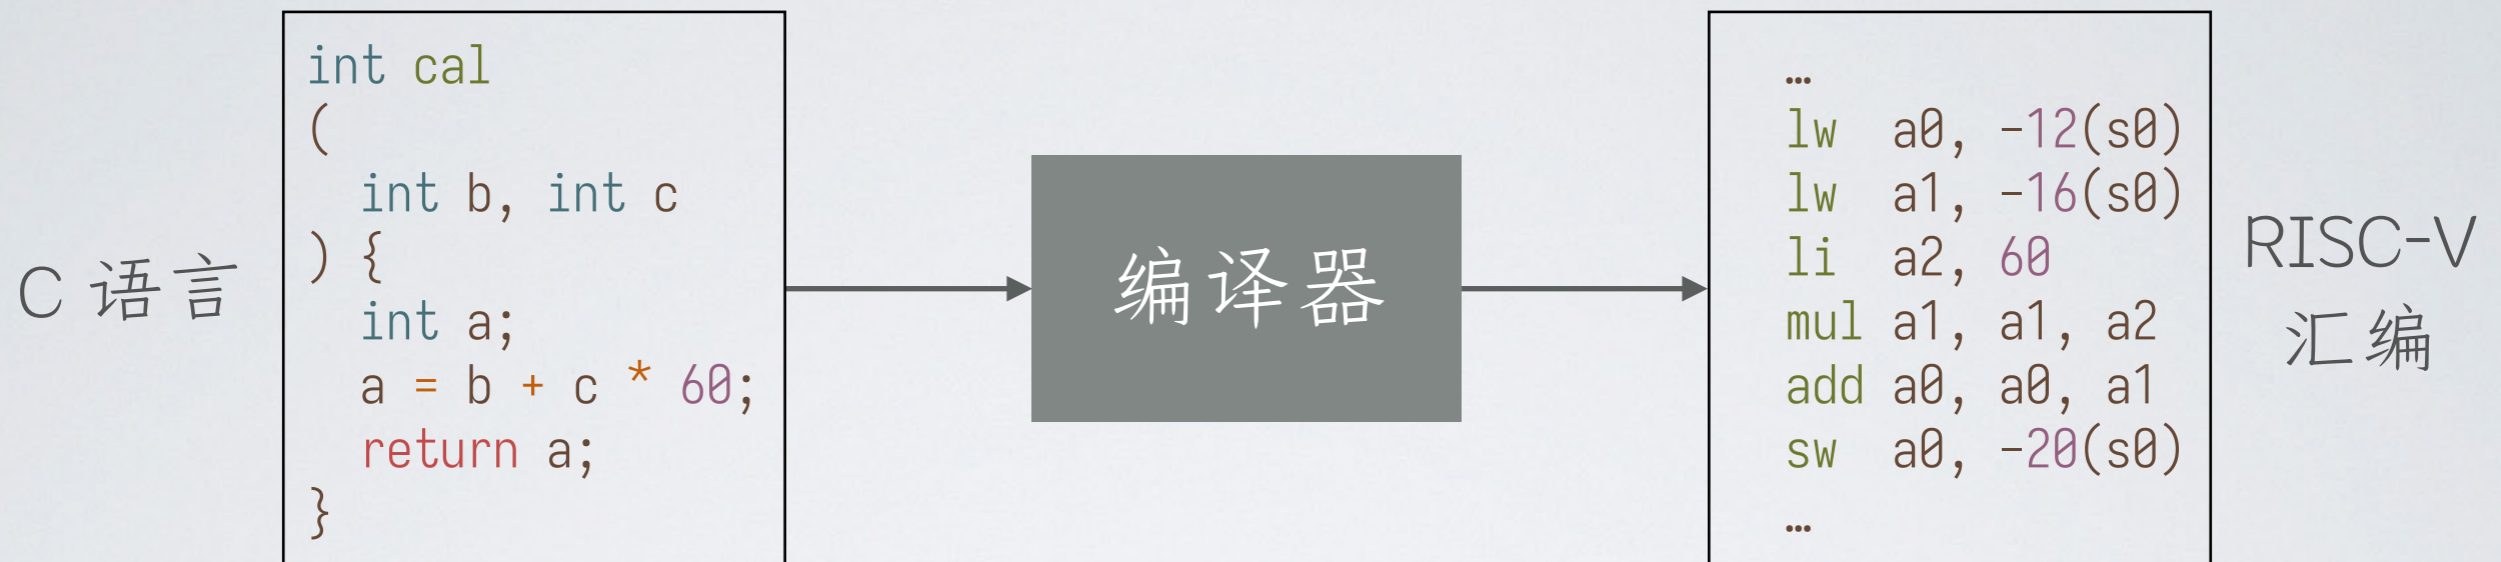 C 语言
int cal
(
  int b, int c
) {
  int a;
  a = b + c * 60;
  return a;
}
编译器
…
lw  a0, -12(s0)
lw  a1, -16(s0)
li  a2, 60
mul a1, a1, a2
add a0, a0, a1
sw  a0, -20(s0)
…
RISC-V
汇编